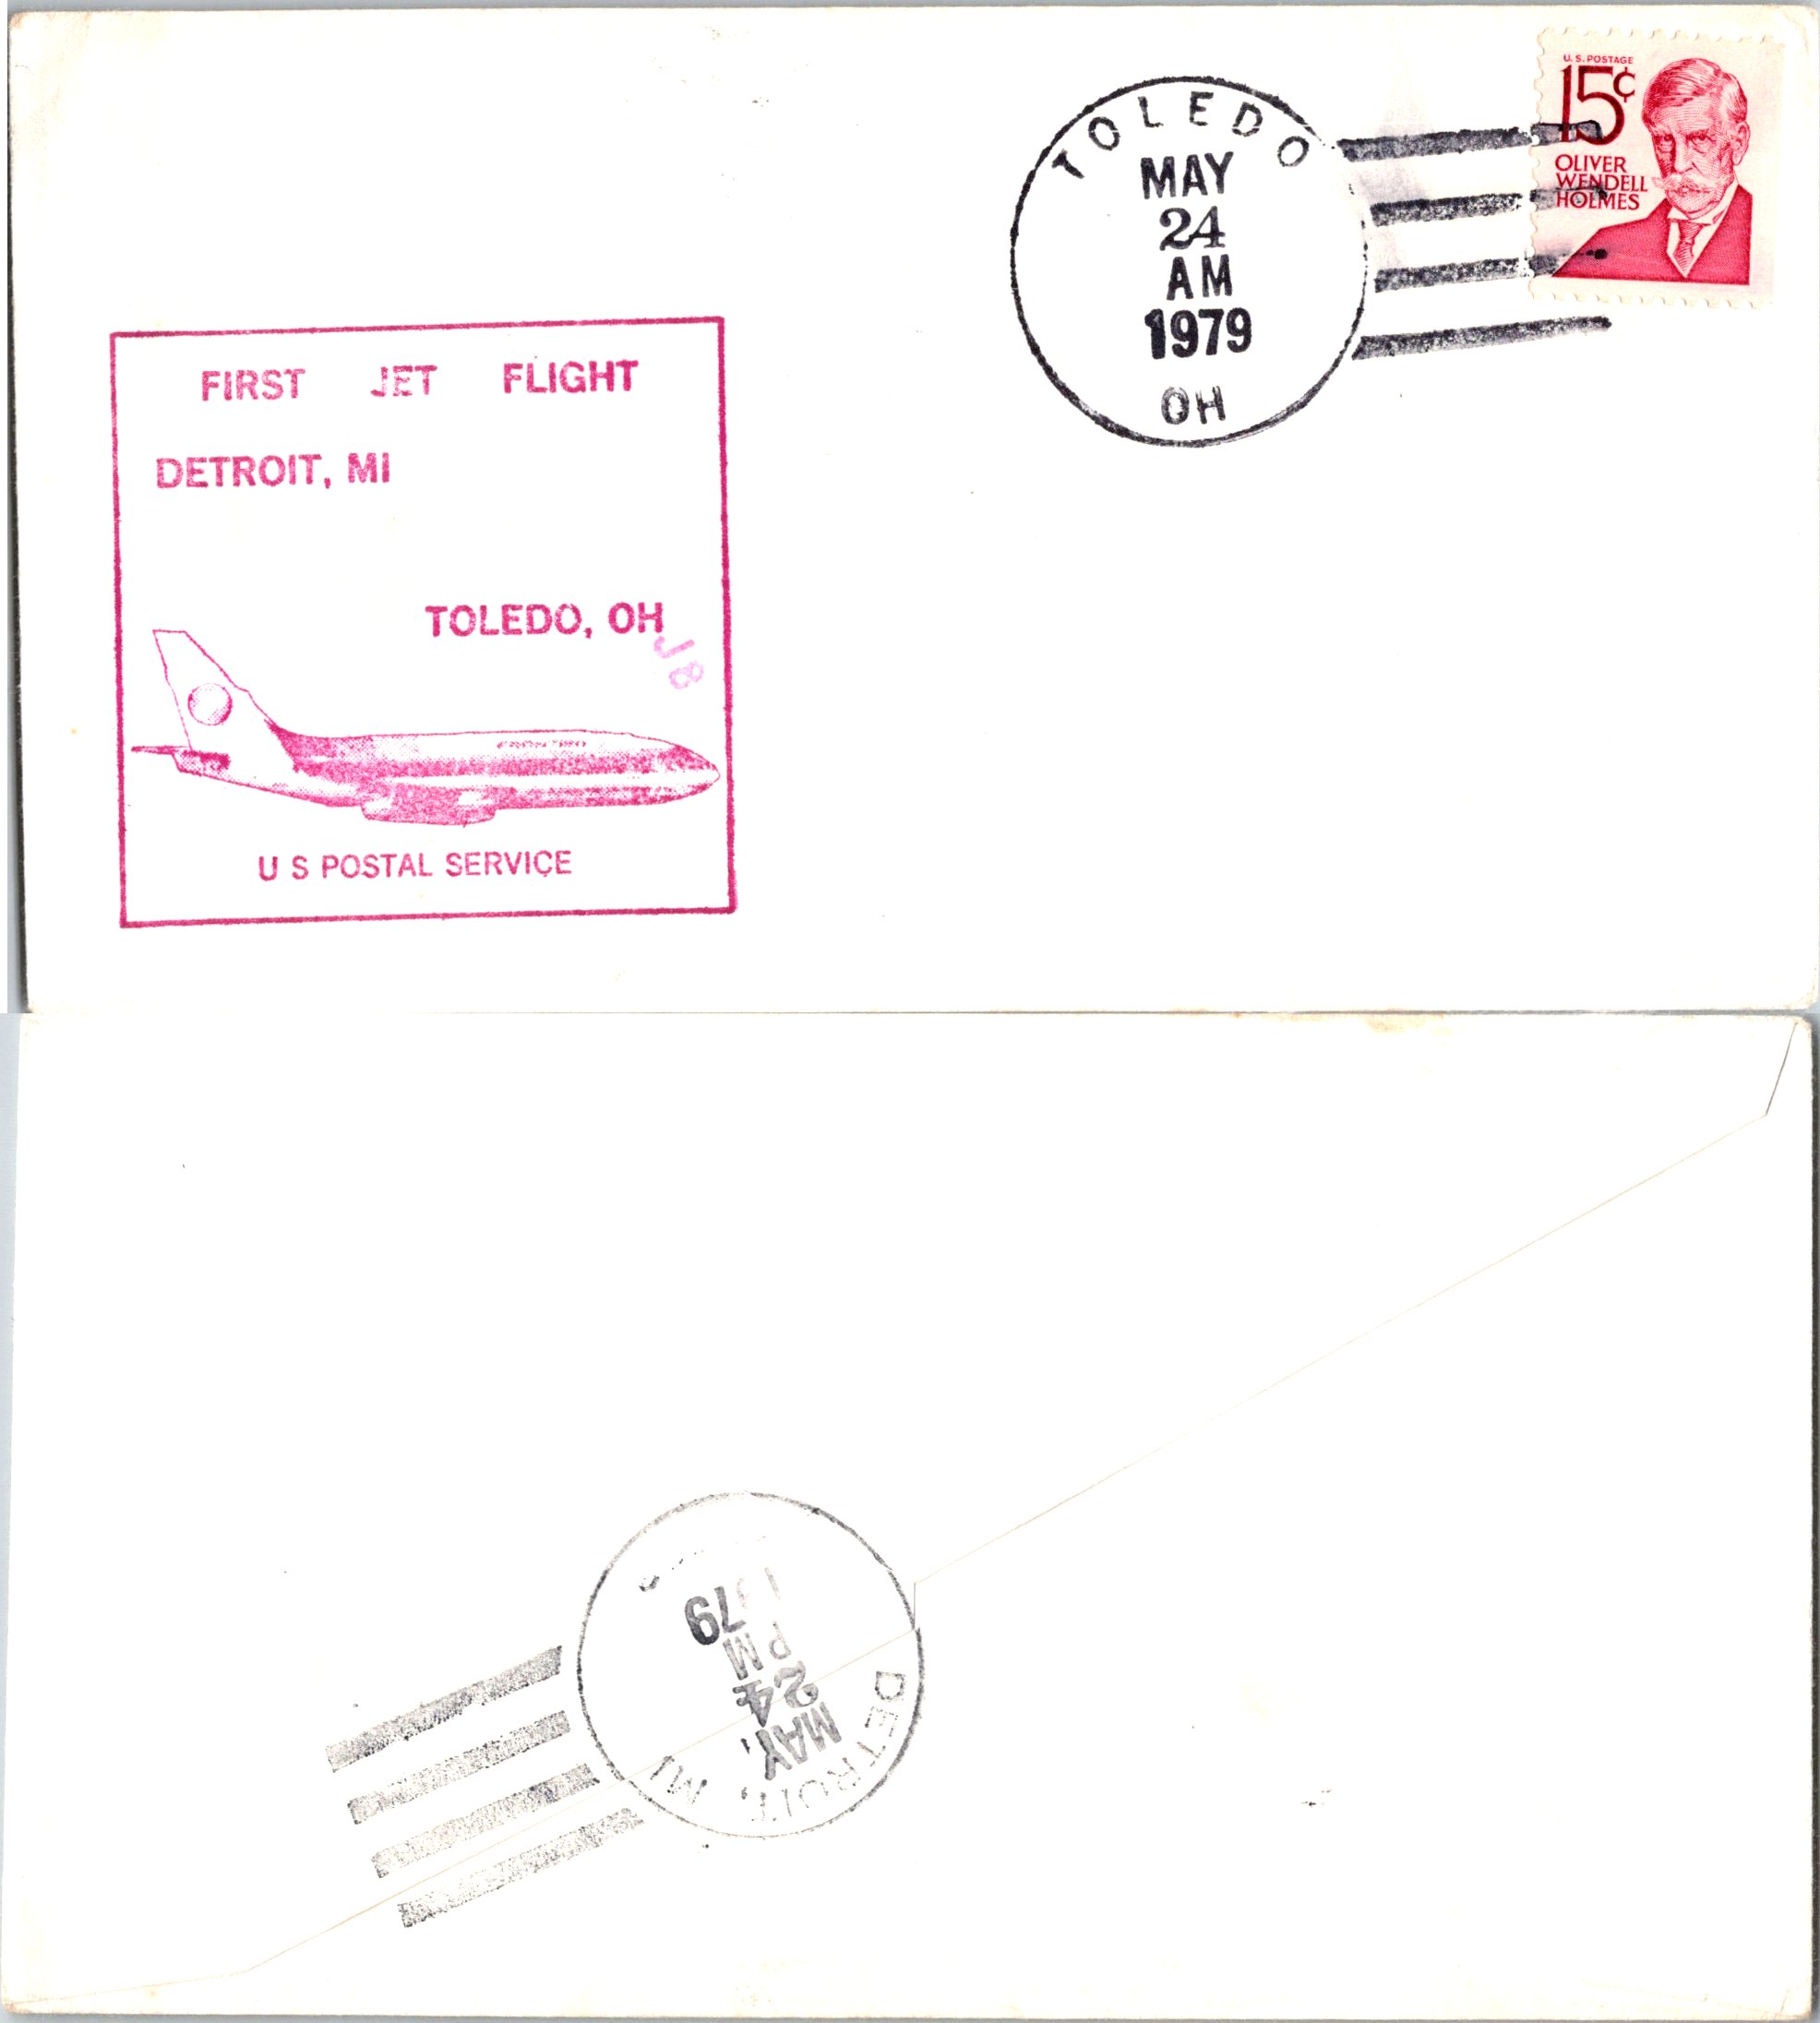 U.S. POSTAGE
15¢
OLIVER
WENDELL
HOLMES
TOLEDO
MAY
24
AM
1979
OH
FIRST JET FLIGHT
DETROIT, MI
TOLEDO, OH
J8
U S POSTAL SERVICE
DETROIT, MI
MAY
24
PM
1979